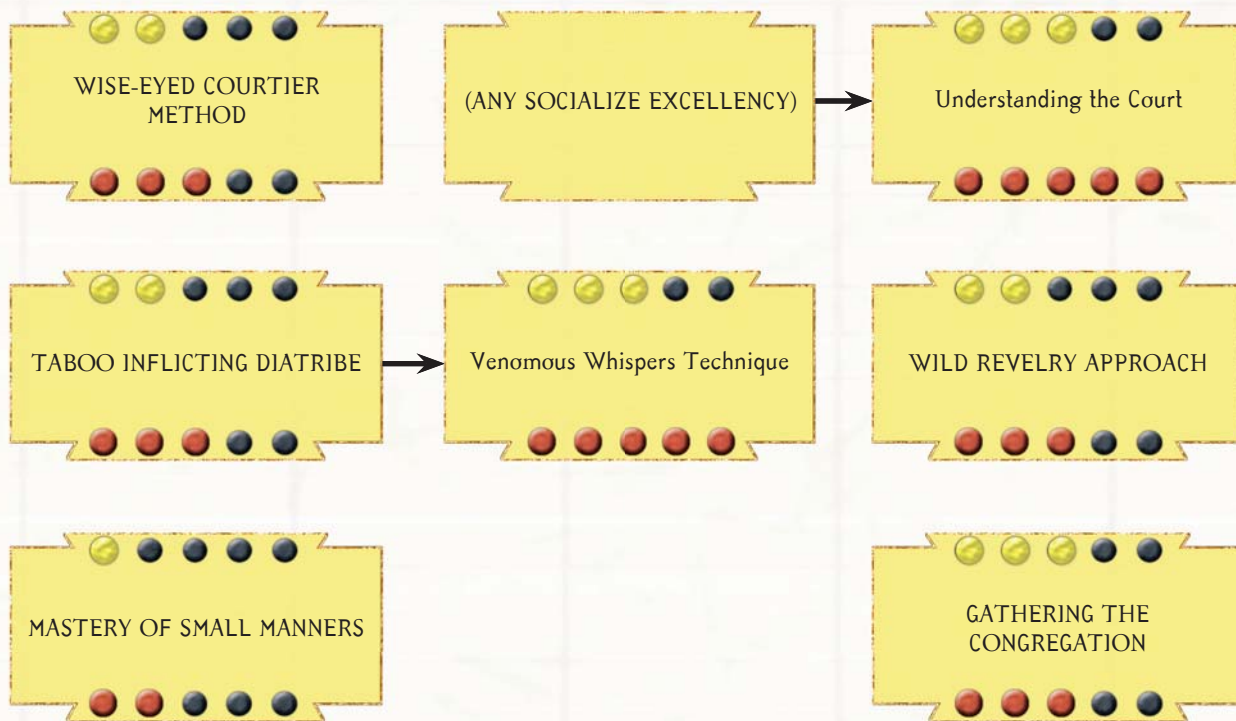 WISE-EYED COURTIER
METHOD
(ANY SOCIALIZE EXCELLENCY)
Understanding the Court
TABOO INFLICTING DIATRIBE
Venomous Whispers Technique
WILD REVELRY APPROACH
MASTERY OF SMALL MANNERS
GATHERING THE
CONGREGATION